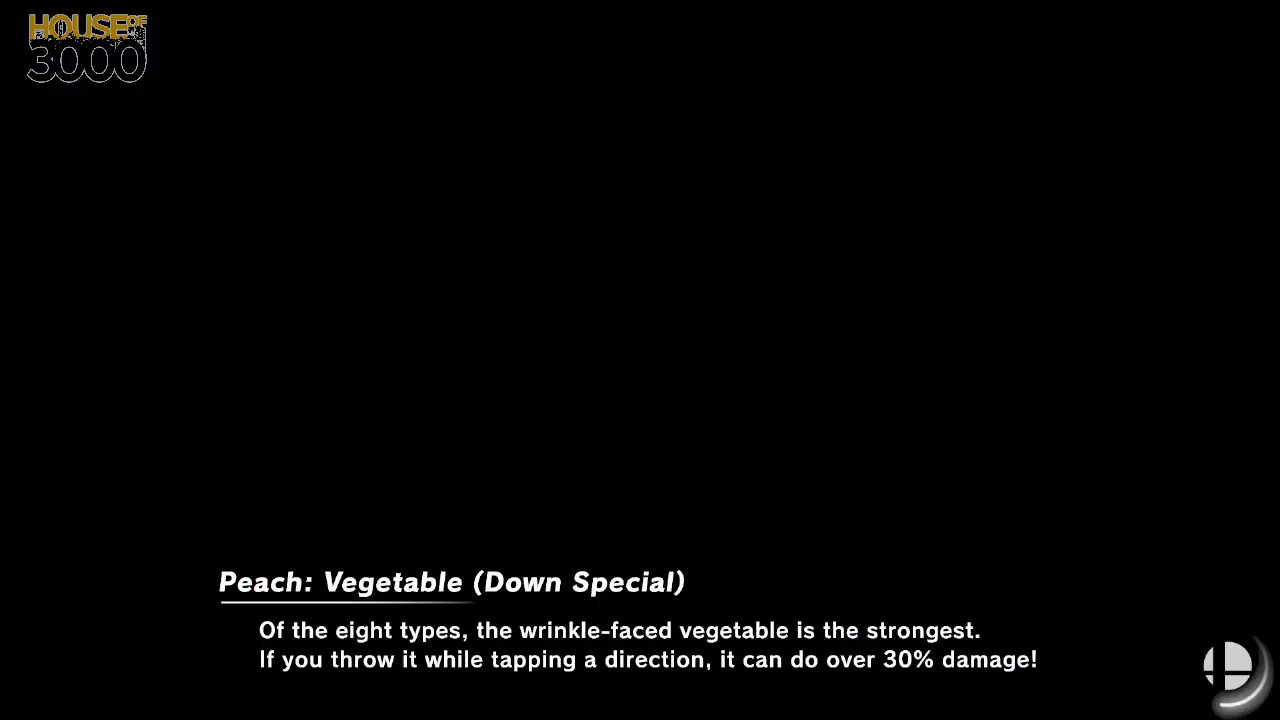 HOUSE OF
3000
Peach: Vegetable (Down Special)
Of the eight types, the wrinkle-faced vegetable is the strongest.
If you throw it while tapping a direction, it can do over 30% damage!